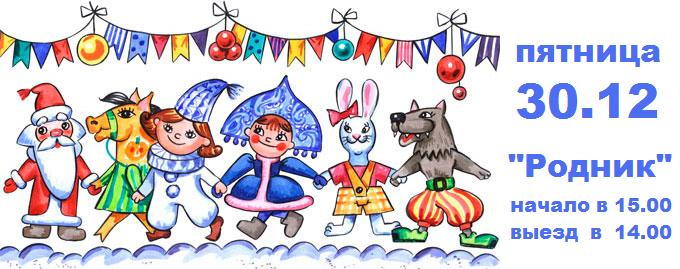 пятница
30.12
"Родник"
начало в 15.00
выезд в 14.00